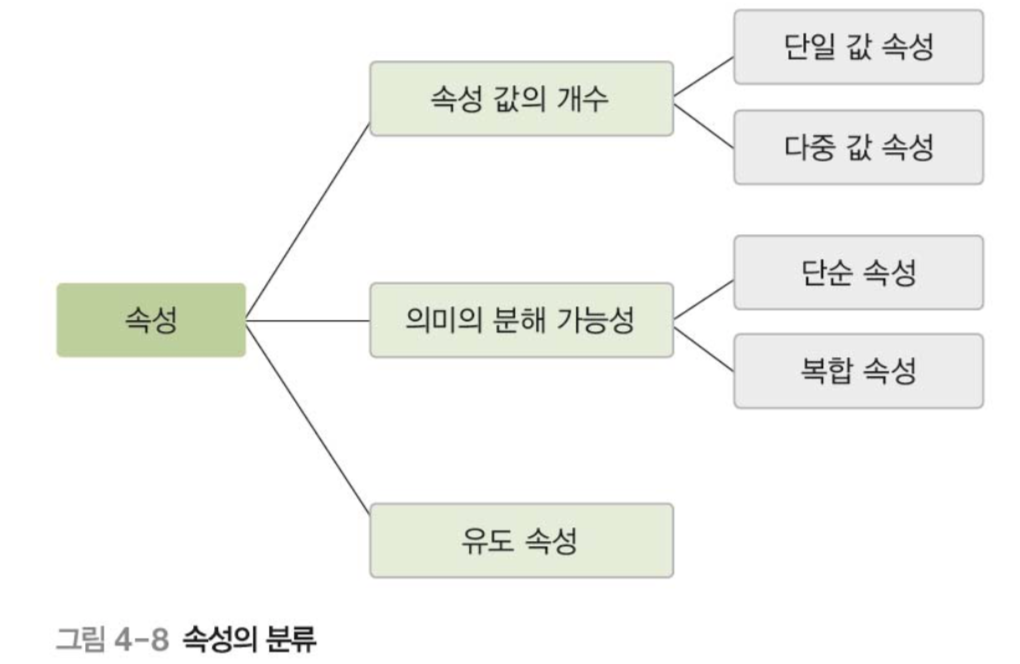 속성
속성 값의 개수
단일 값 속성
다중 값 속성
의미의 분해 가능성
단순 속성
복합 속성
유도 속성
그림 4-8 속성의 분류